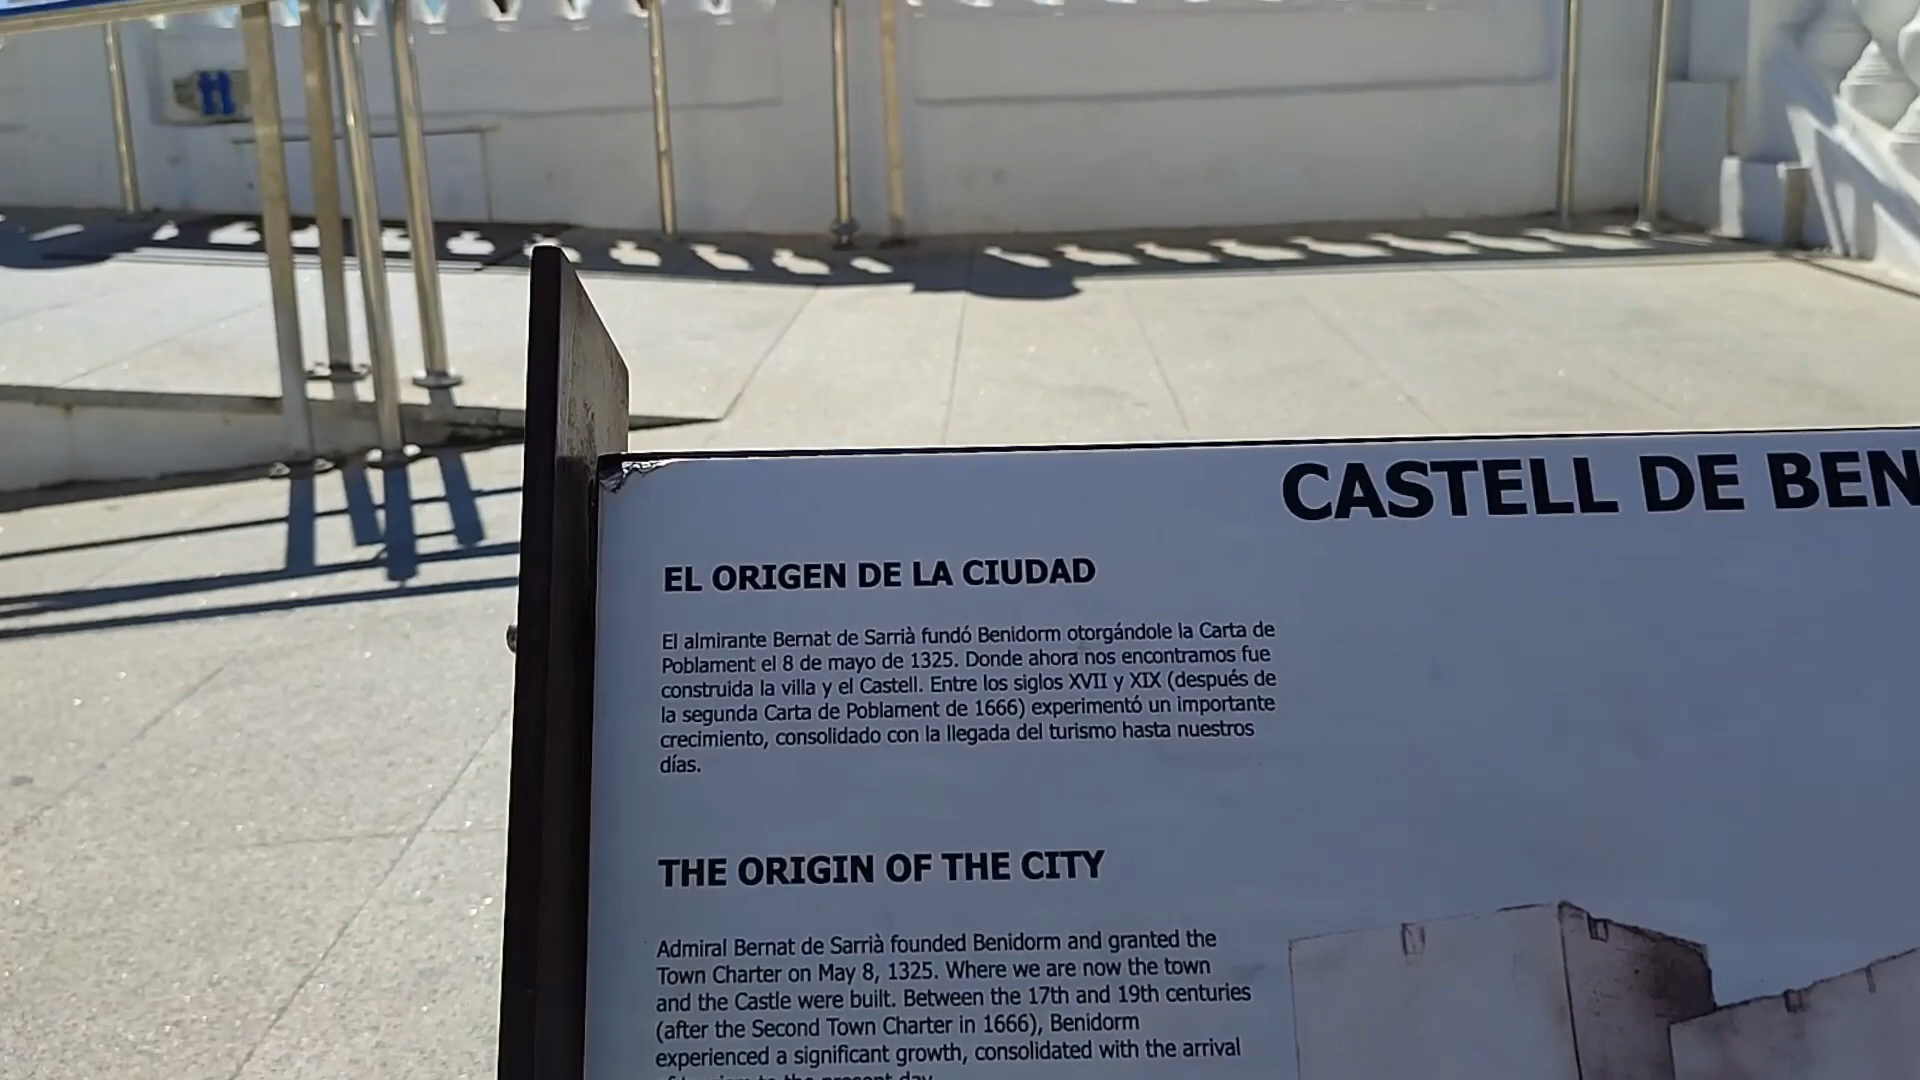 CASTELL DE BEN
EL ORIGEN DE LA CIUDAD
El almirante Bernat de Sarrià fundó Benidorm otorgándole la Carta de
Poblament el 8 de mayo de 1325. Donde ahora nos encontramos fue
construida la villa y el Castell. Entre los siglos XVII y XIX (después de
la segunda Carta de Poblament de 1666) experimentó un importante
crecimiento, consolidado con la llegada del turismo hasta nuestros
días.
THE ORIGIN OF THE CITY
Admiral Bernat de Sarrià founded Benidorm and granted the
Town Charter on May 8, 1325. Where we are now the town
and the Castle were built. Between the 17th and 19th centuries
(after the Second Town Charter in 1666), Benidorm
experienced a significant growth, consolidated with the arrival
of tourism to the present day.